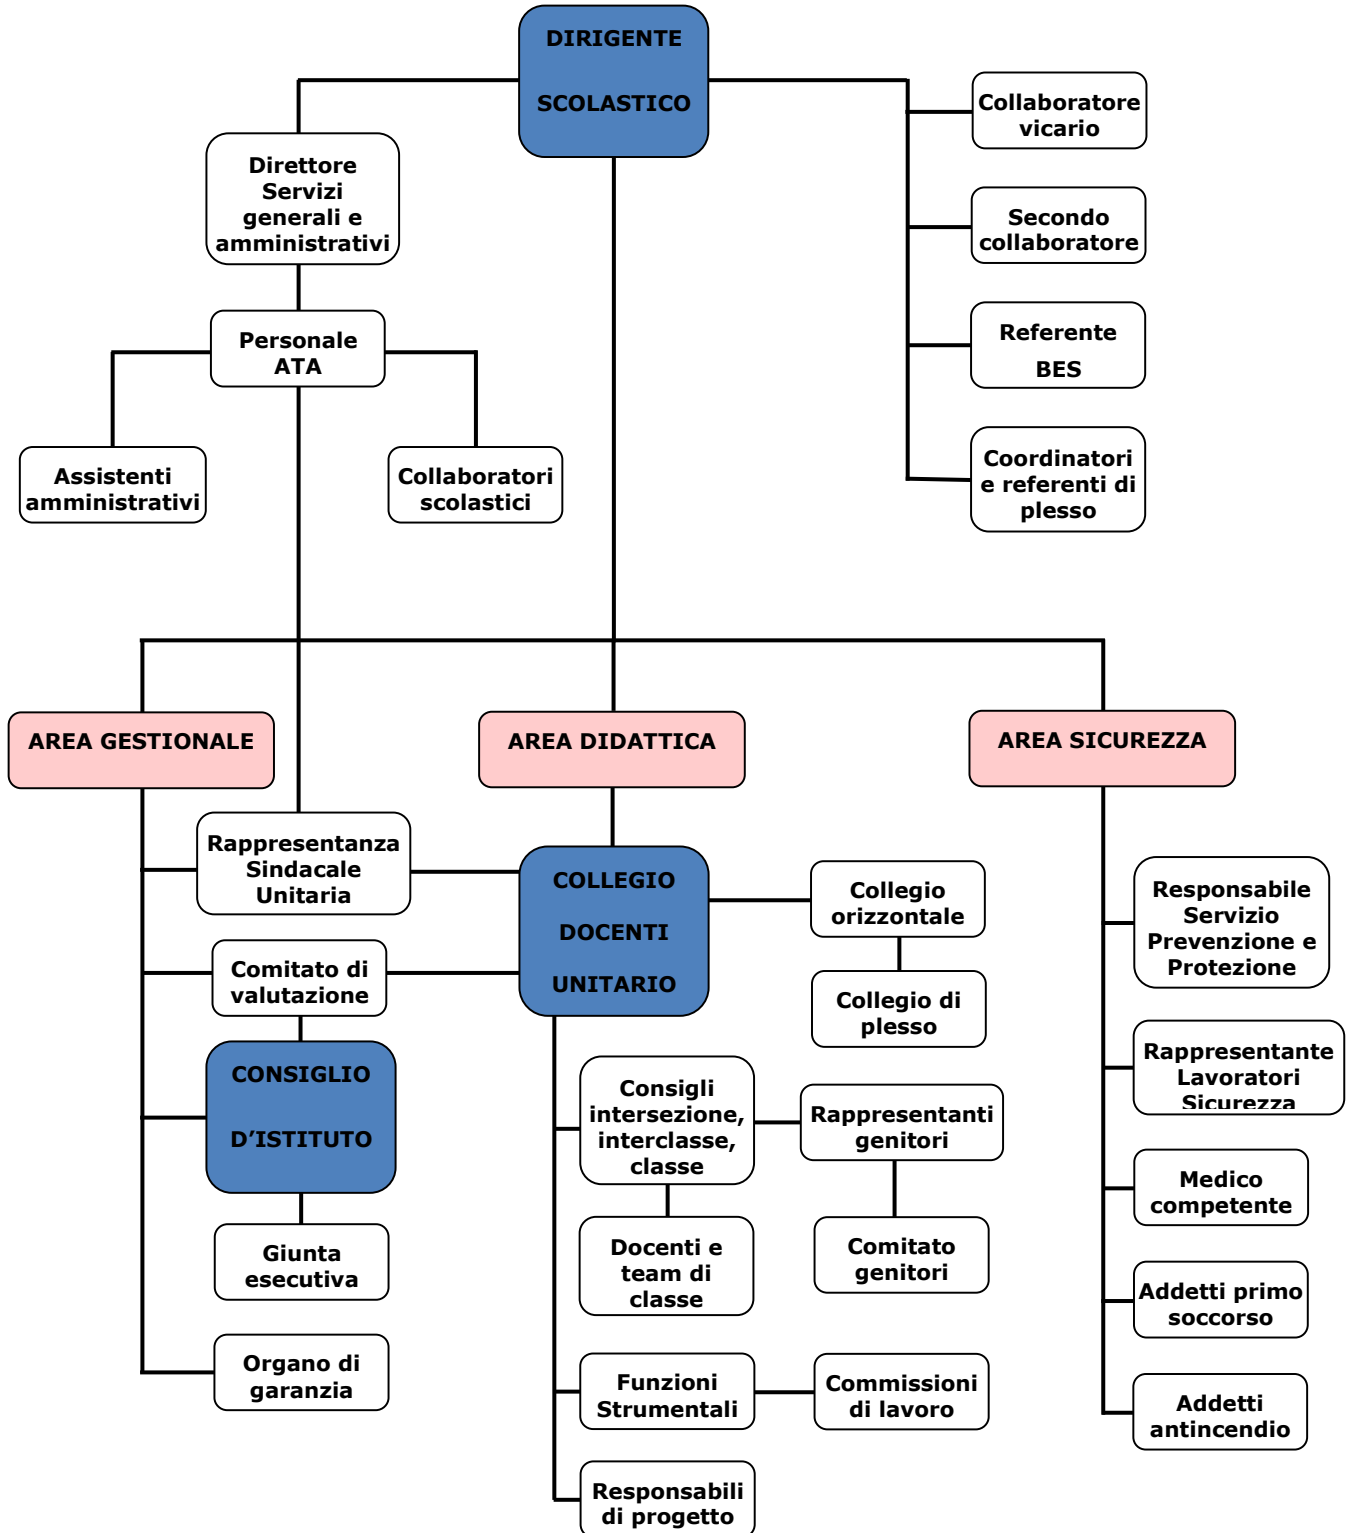 DIRIGENTE
SCOLASTICO
Collaboratore
vicario
Direttore
Servizi
generali e
amministrativi
Secondo
collaboratore
Personale
ATA
Referente
BES
Assistenti
amministrativi
Collaboratori
scolastici
Coordinatori
e referenti di
plesso
AREA GESTIONALE
AREA DIDATTICA
AREA SICUREZZA
Rappresentanza
Sindacale
Unitaria
COLLEGIO
DOCENTI
UNITARIO
Collegio
orizzontale
Responsabile
Servizio
Prevenzione e
Protezione
Comitato di
valutazione
Collegio di
plesso
CONSIGLIO
D'ISTITUTO
Consigli
intersezione,
interclasse,
classe
Rappresentanti
genitori
Rappresentante
Lavoratori
Sicurezza
Medico
competente
Giunta
esecutiva
Docenti e
team di
classe
Comitato
genitori
Addetti primo
soccorso
Organo di
garanzia
Funzioni
Strumentali
Commissioni
di lavoro
Addetti
antincendio
Responsabili
di progetto